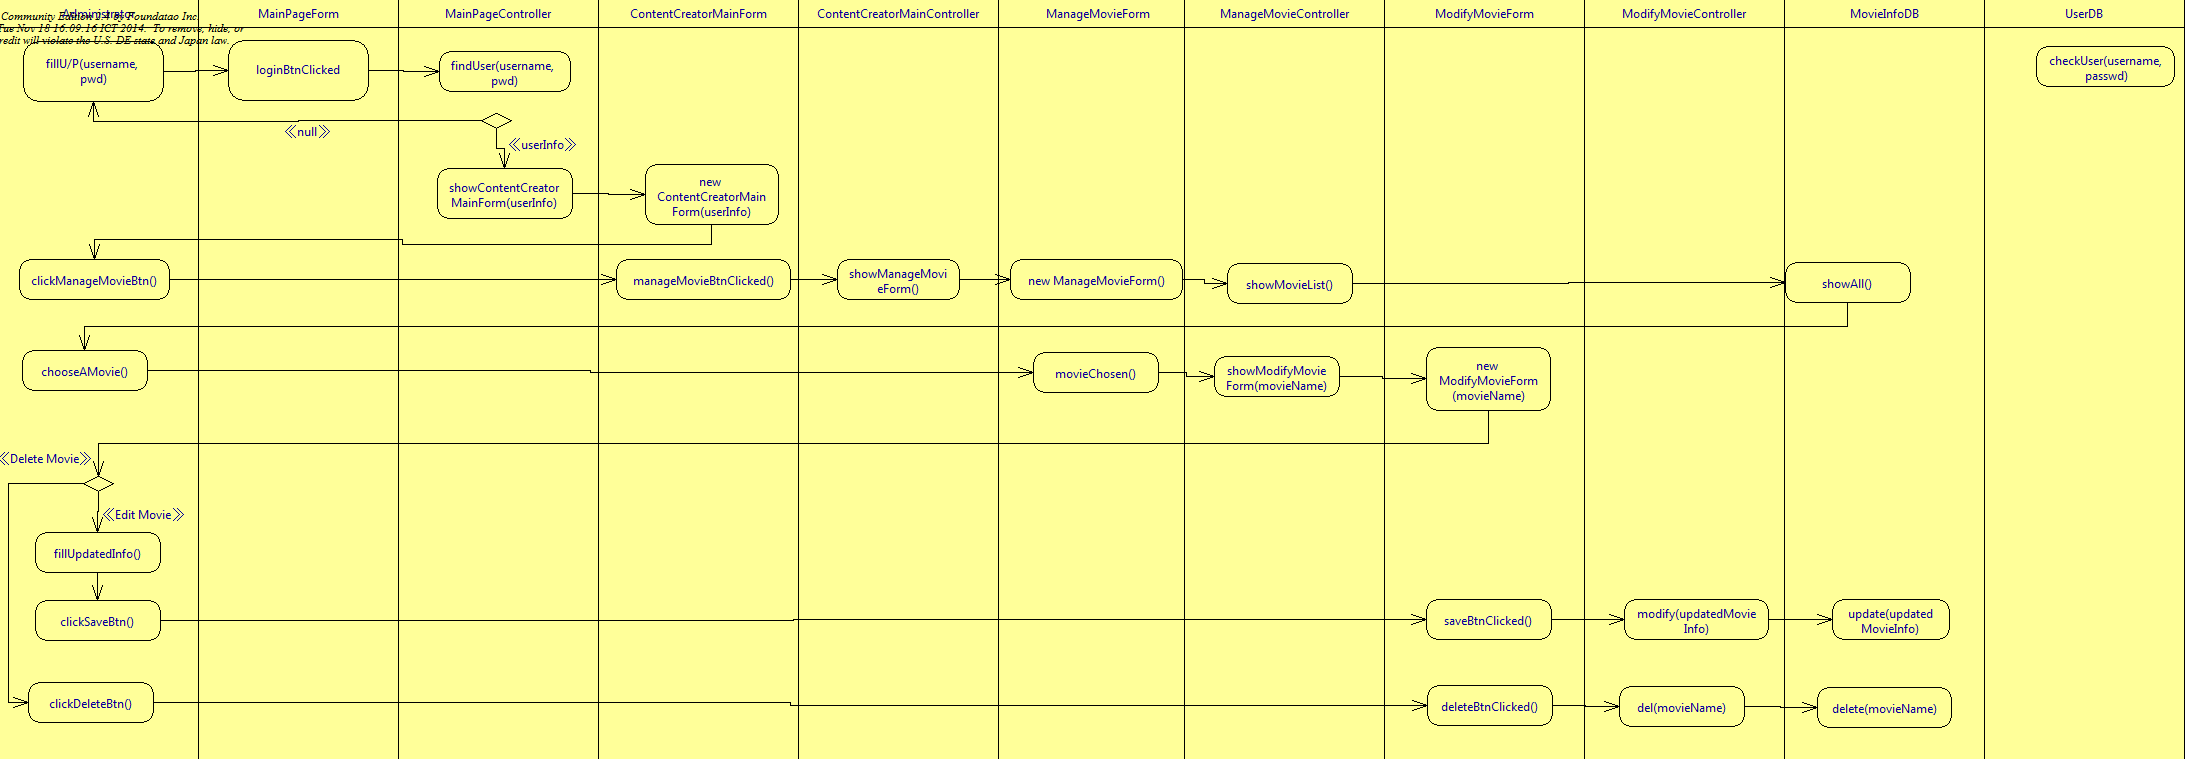 Administrator
MainPageForm
MainPageController
ContentCreatorMainForm
ContentCreatorMainController
ManageMovieForm
ManageMovieController
ModifyMovieForm
ModifyMovieController
MovieInfoDB
UserDB
Community Edition 1.4 by Foundatao Inc.
Tue Nov 18 16:09:16 ICT 2014. To remove, hide, or
redit will violate the U.S. DE state and Japan law.
fillU/P(username,
pwd)
loginBtnClicked
findUser(username,
pwd)
checkUser(username,
passwd)
«null»
«userInfo»
showContentCreator
MainForm(userInfo)
new
ContentCreatorMain
Form(userInfo)
clickManageMovieBtn()
manageMovieBtnClicked()
showManageMovi
eForm()
new ManageMovieForm()
showMovieList()
showAll()
chooseAMovie()
movieChosen()
showModifyMovie
Form(movieName)
new
ModifyMovieForm
(movieName)
«Delete Movie»
«Edit Movie»
fillUpdatedInfo()
clickSaveBtn()
saveBtnClicked()
modify(updatedMovie
Info)
update(updated
MovieInfo)
clickDeleteBtn()
deleteBtnClicked()
del(movieName)
delete(movieName)